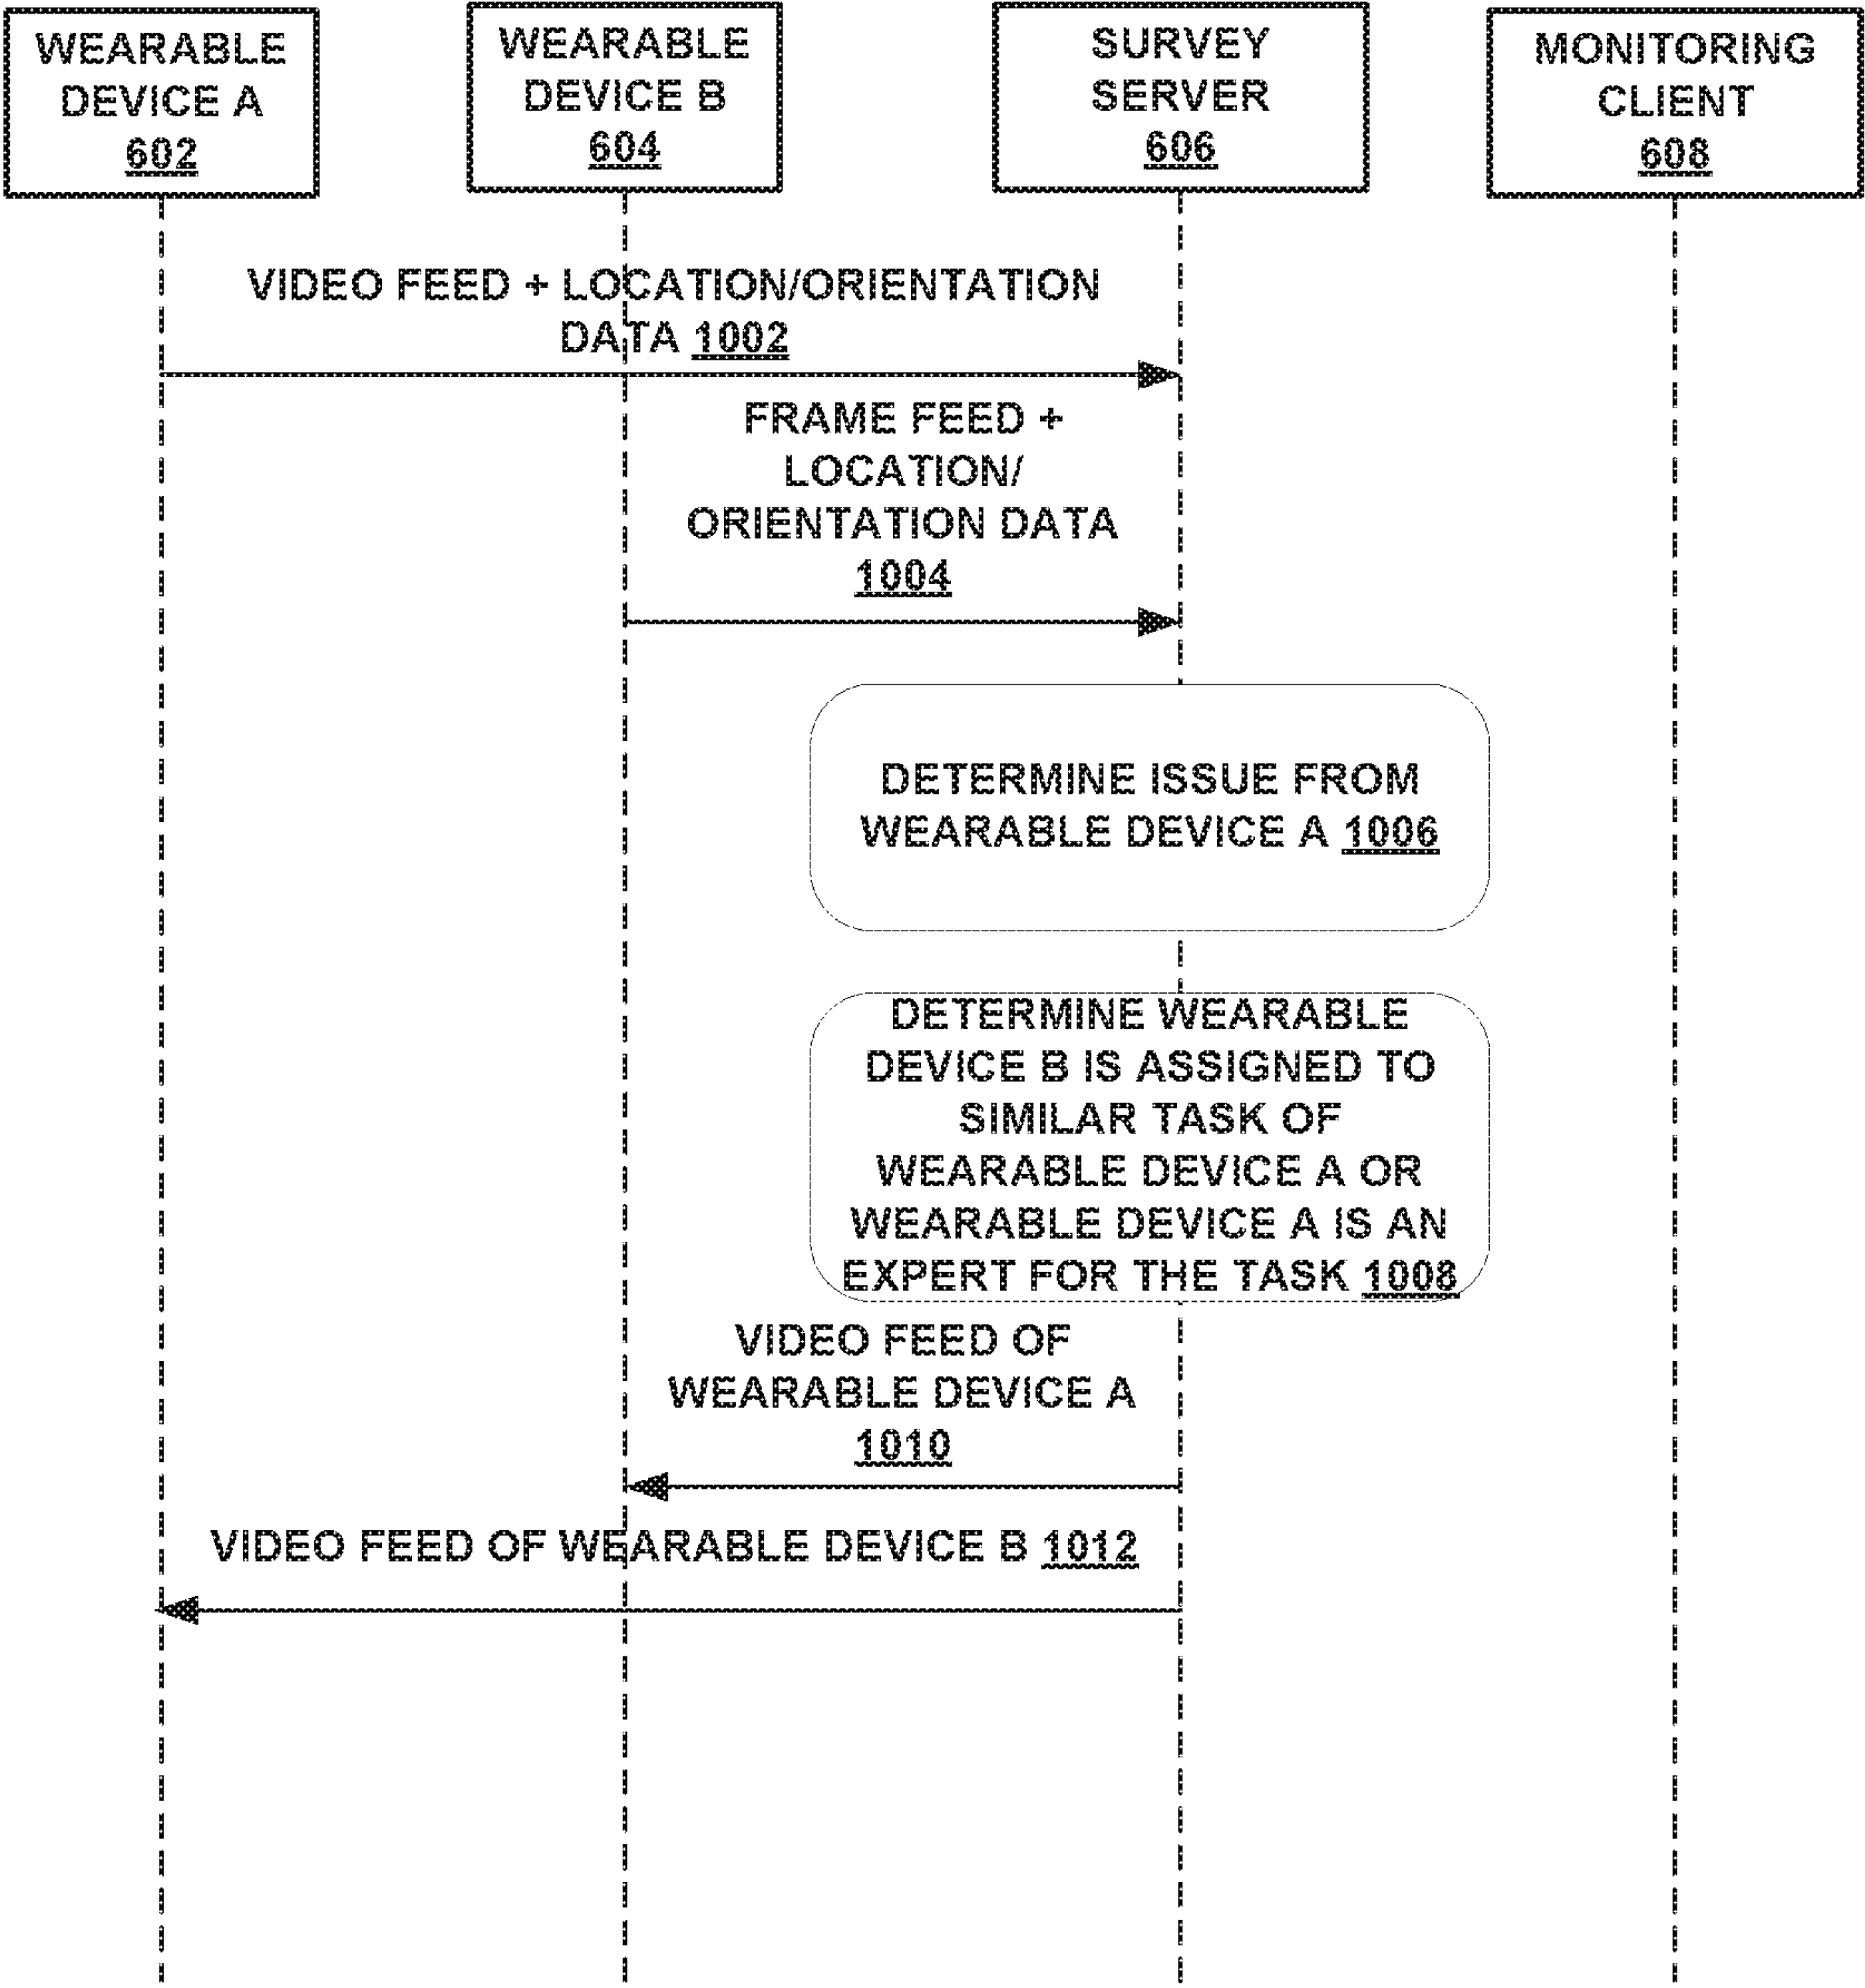 WEARABLE
DEVICE A
602
WEARABLE
DEVICE B
604
SURVEY
SERVER
606
MONITORING
CLIENT
608
VIDEO FEED + LOCATION/ORIENTATION
DATA 1002
FRAME FEED +
LOCATION/
ORIENTATION DATA
1004
DETERMINE ISSUE FROM
WEARABLE DEVICE A 1006
DETERMINE WEARABLE
DEVICE B IS ASSIGNED TO
SIMILAR TASK OF
WEARABLE DEVICE A OR
WEARABLE DEVICE A IS AN
EXPERT FOR THE TASK 1008
VIDEO FEED OF
WEARABLE DEVICE A
1010
VIDEO FEED OF WEARABLE DEVICE B 1012